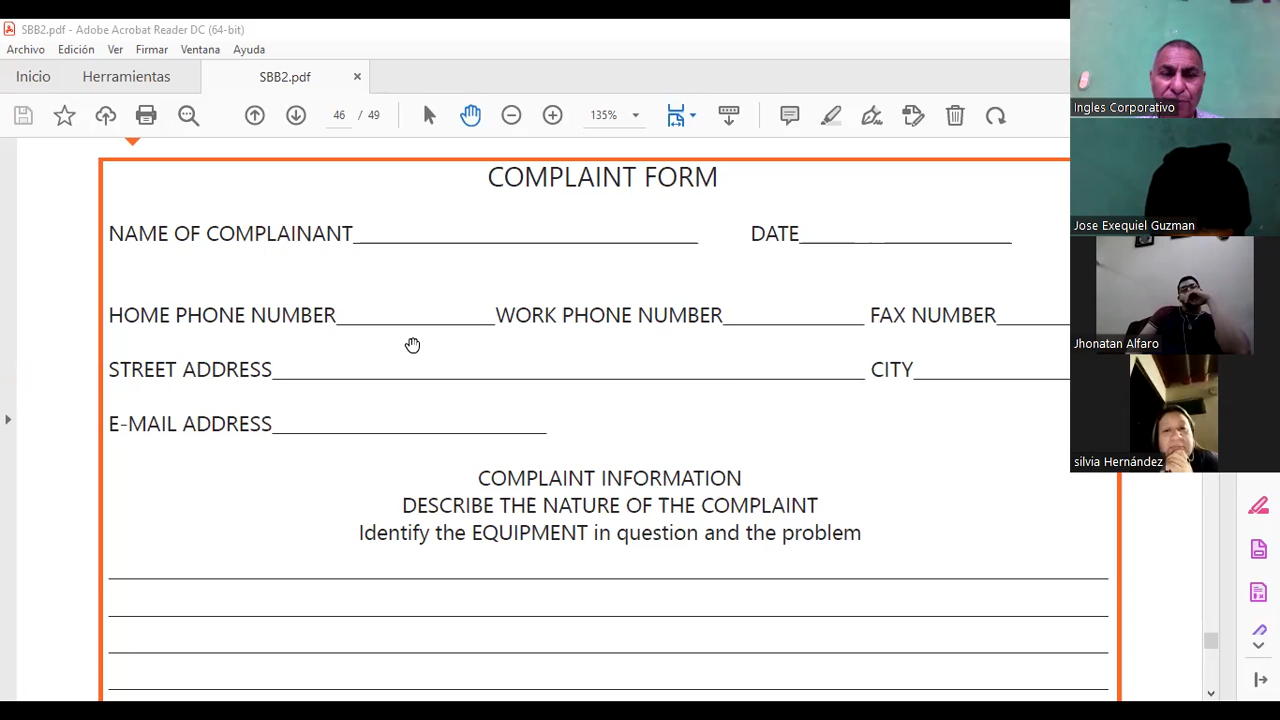 SBB2.pdf - Adobe Acrobat Reader DC (64-bit)
Archivo Edición Ver Firmar Ventana Ayuda
Inicio Herramientas SBB2.pdf ×
46 / 49 135%
COMPLAINT FORM
NAME OF COMPLAINANT DATE
HOME PHONE NUMBER WORK PHONE NUMBER FAX NUMBER
STREET ADDRESS CITY
E-MAIL ADDRESS
COMPLAINT INFORMATION
DESCRIBE THE NATURE OF THE COMPLAINT
Identify the EQUIPMENT in question and the problem
Ingles Corporativo
Jose Exequiel Guzman
Jhonatan Alfaro
silvia Hernández